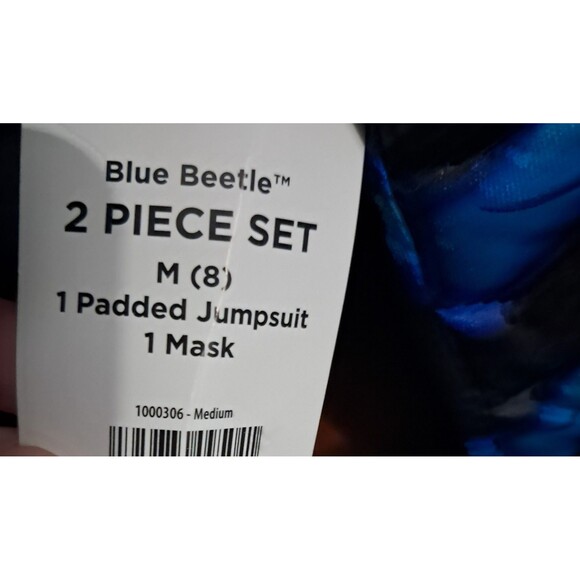 Blue Beetle™
2 PIECE SET
M (8)
1 Padded Jumpsuit
1 Mask
1000306 - Medium